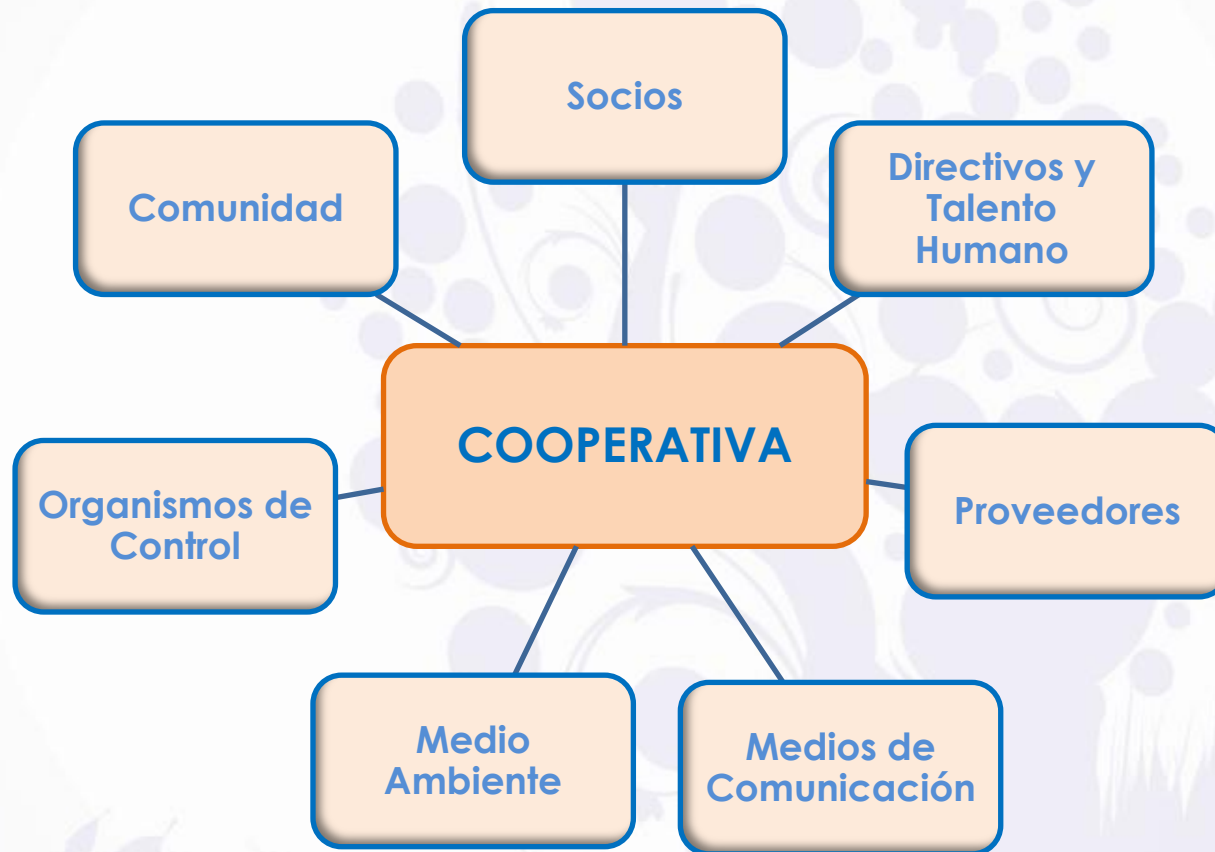 Socios
Comunidad
Directivos y
Talento
Humano
COOPERATIVA
Organismos de
Control
Proveedores
Medio
Ambiente
Medios de
Comunicación